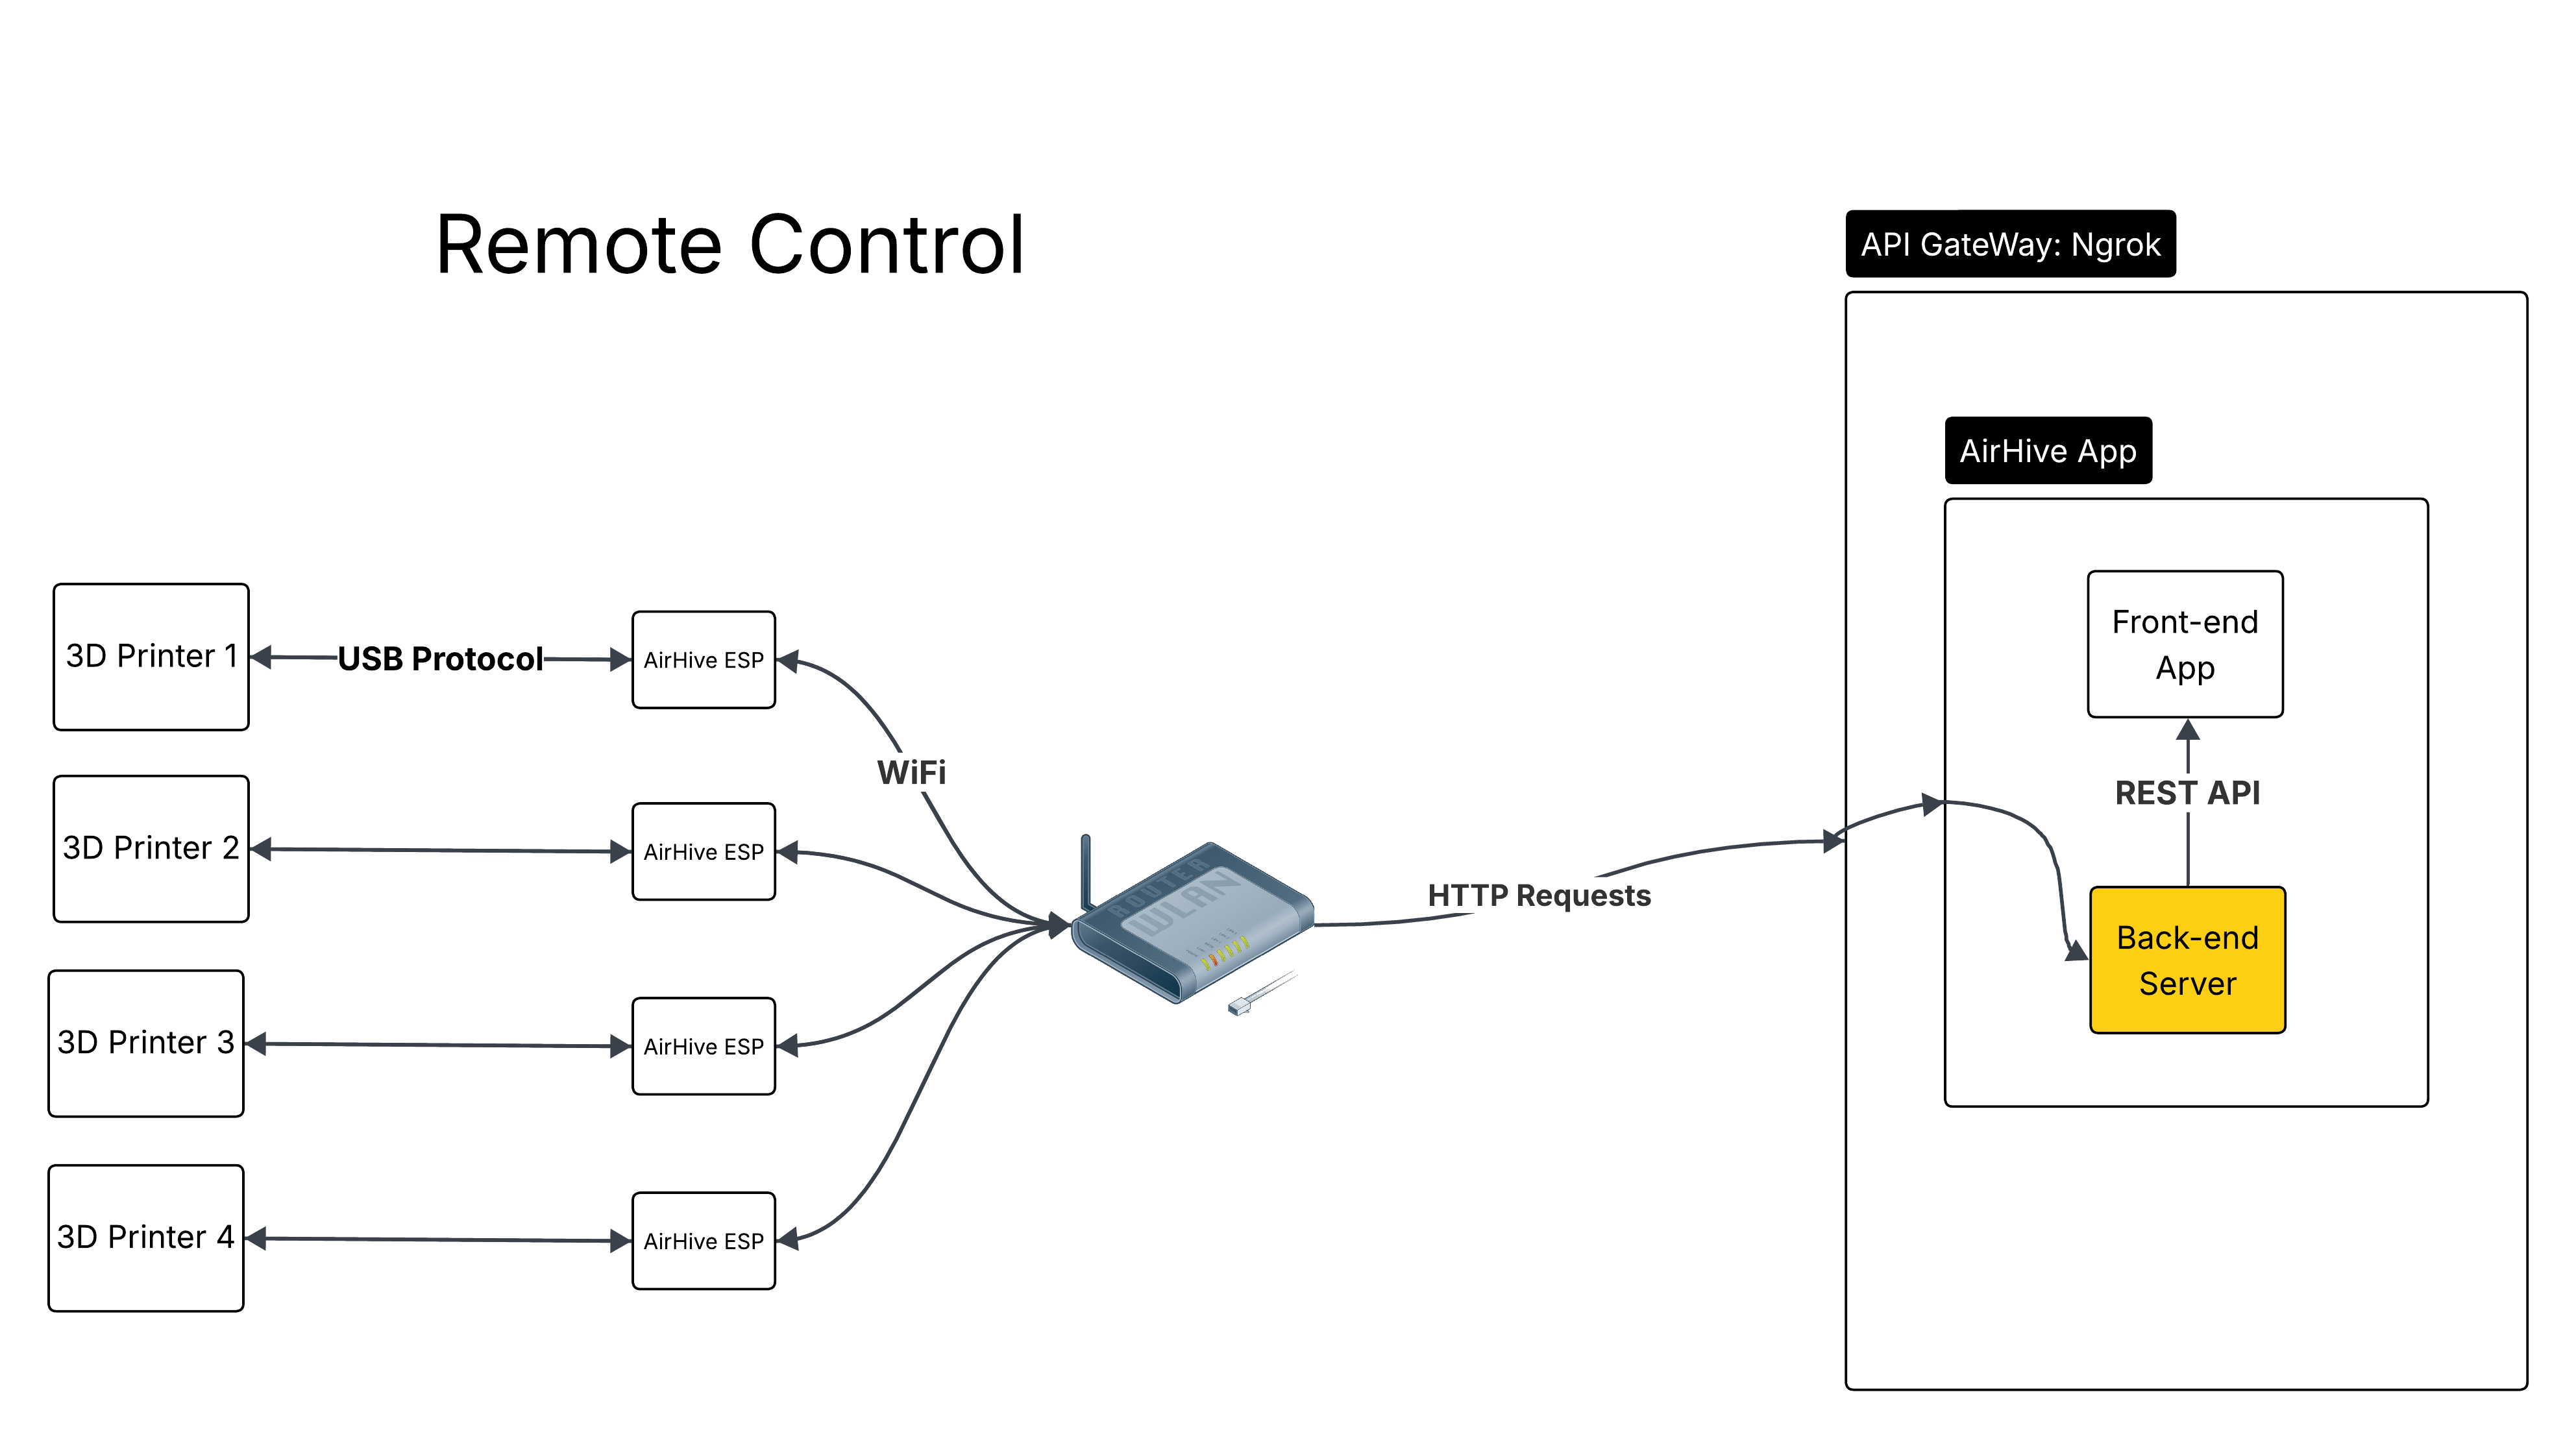 Remote Control
API GateWay: Ngrok
AirHive App
3D Printer 1
USB Protocol
AirHive ESP
WiFi
3D Printer 2
AirHive ESP
3D Printer 3
AirHive ESP
3D Printer 4
AirHive ESP
ROUTER
WLAN
HTTP Requests
Front-end
App
REST API
Back-end
Server